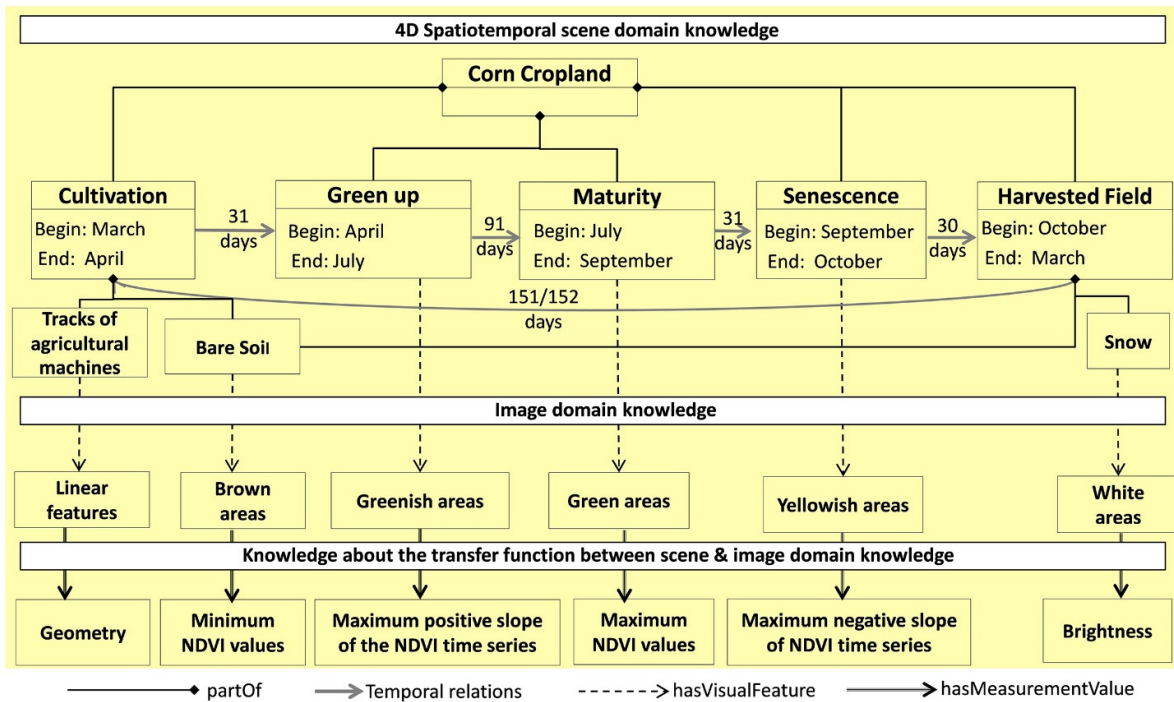 4D Spatiotemporal scene domain knowledge
Corn Cropland
Cultivation
Begin: March
End: April
31
days
Green up
Begin: April
End: July
91
days
Maturity
Begin: July
End: September
31
days
Senescence
Begin: September
End: October
30
days
Harvested Field
Begin: October
End: March
151/152
days
Tracks of
agricultural
machines
Bare Soil
Snow
Image domain knowledge
Linear
features
Brown
areas
Greenish areas
Green areas
Yellowish areas
White
areas
Knowledge about the transfer function between scene & image domain knowledge
Geometry
Minimum
NDVI values
Maximum positive slope
of the NDVI time series
Maximum
NDVI values
Maximum negative slope
of NDVI time series
Brightness
partOf
Temporal relations
hasVisualFeature
hasMeasurementValue